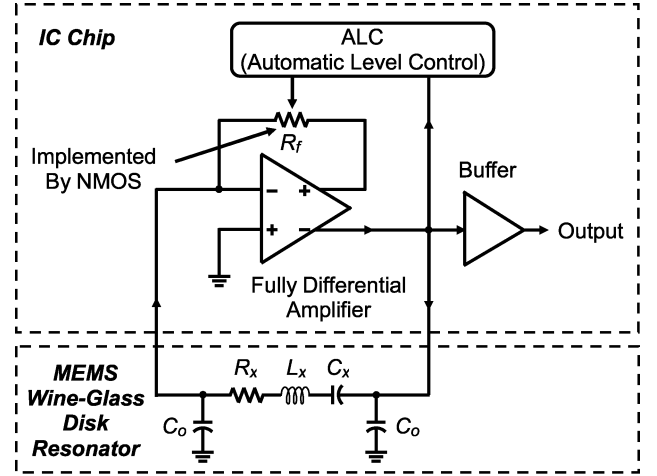 IC Chip
ALC
(Automatic Level Control)
Rf
Implemented
By NMOS
Buffer
− +
+ −
Output
Fully Differential
Amplifier
MEMS
Wine-Glass
Disk
Resonator
Rx Lx Cx
Co
Co